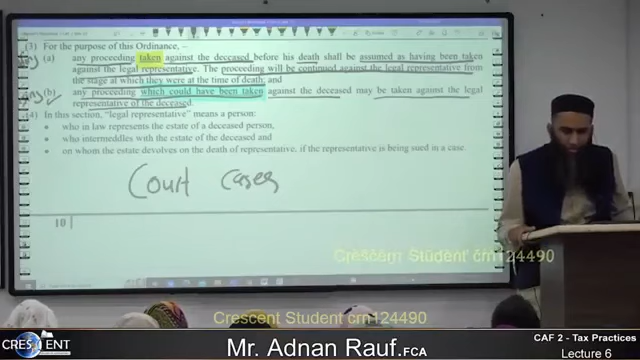 (3) For the purpose of this Ordinance, –
(a) any proceeding taken against the deceased before his death shall be assumed as having been taken
against the legal representative. The proceeding will be continued against the legal representative from
the stage at which they were at the time of death; and
(b) any proceeding which could have been taken against the deceased may be taken against the legal
representative of the deceased.
(4) In this section, "legal representative" means a person:
• who in law represents the estate of a deceased person,
• who intermeddles with the estate of the deceased and
• on whom the estate devolves on the death of representative, if the representative is being sued in a case.
Court cases
10
Crescent Student crn124490
Crescent Student crn124490
CRESCENT
Mr. Adnan Rauf.FCA
CAF 2 - Tax Practices
Lecture 6